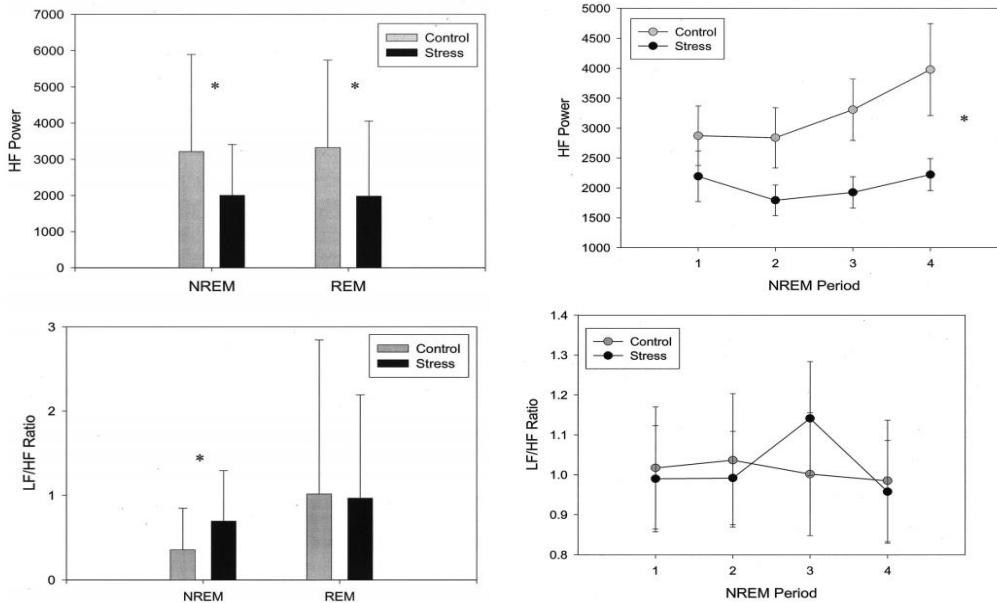 7000
6000
5000
4000
3000
2000
1000
0
HF Power
Control
Stress
*
*
NREM
REM
5000
4500
4000
3500
3000
2500
2000
1500
1000
HF Power
Control
Stress
*
1
2
3
4
NREM Period
3
2
1
0
LF/HF Ratio
Control
Stress
*
NREM
REM
1.4
1.3
1.2
1.1
1.0
0.9
0.8
LF/HF Ratio
Control
Stress
1
2
3
4
NREM Period